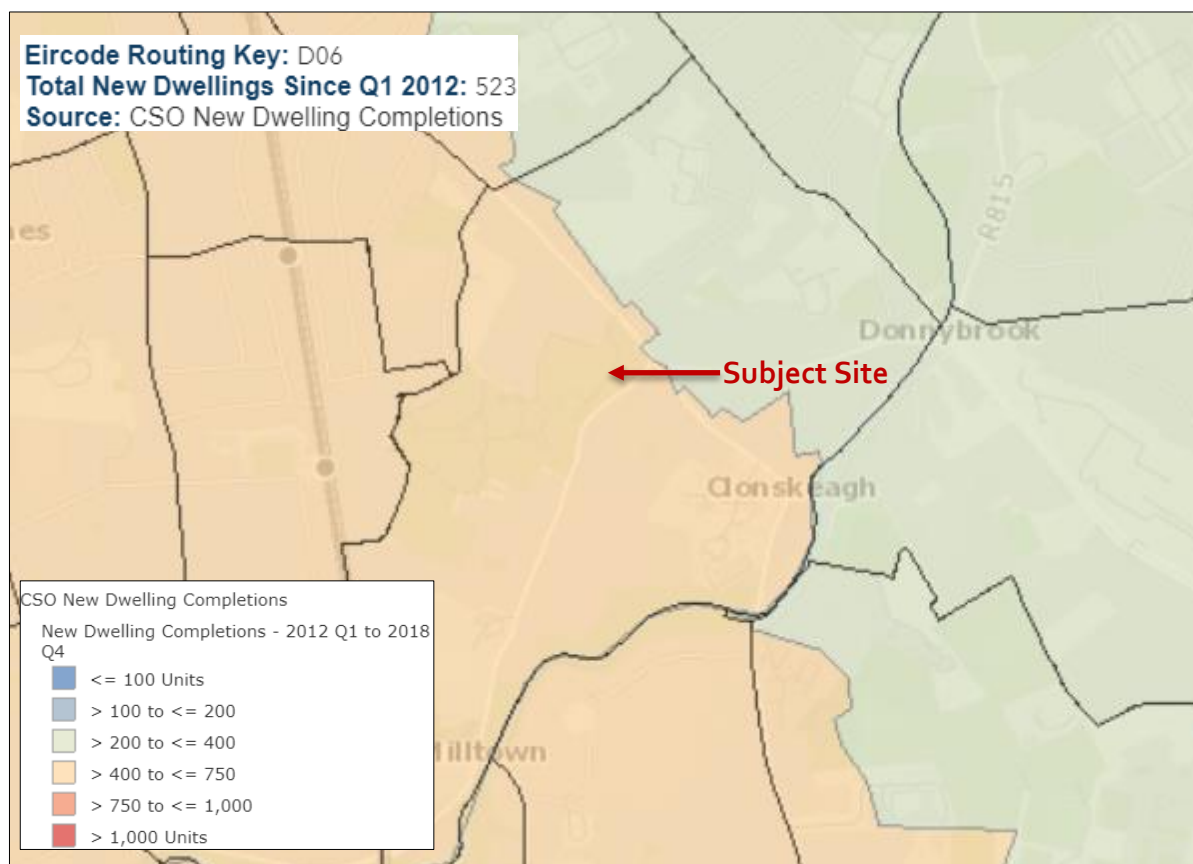 Eircode Routing Key: D06
Total New Dwellings Since Q1 2012: 523
Source: CSO New Dwelling Completions
R815
nes
Donnybrook
Subject Site
Clonskeagh
Milltown
CSO New Dwelling Completions
New Dwelling Completions - 2012 Q1 to 2018
Q4
<= 100 Units
> 100 to <= 200
> 200 to <= 400
> 400 to <= 750
> 750 to <= 1,000
> 1,000 Units